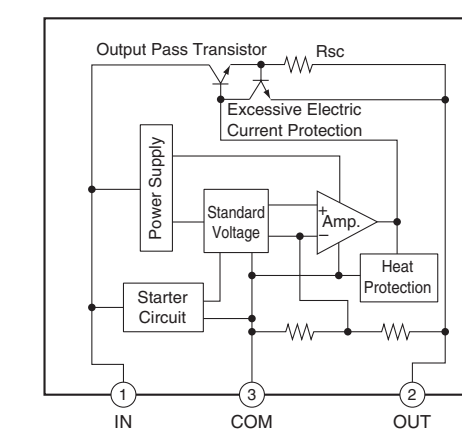 Output Pass Transistor
Rsc
Excessive Electric
Current Protection
Power Supply
Standard
Voltage
+
Amp.
−
Heat
Protection
Starter
Circuit
1
3
2
IN
COM
OUT